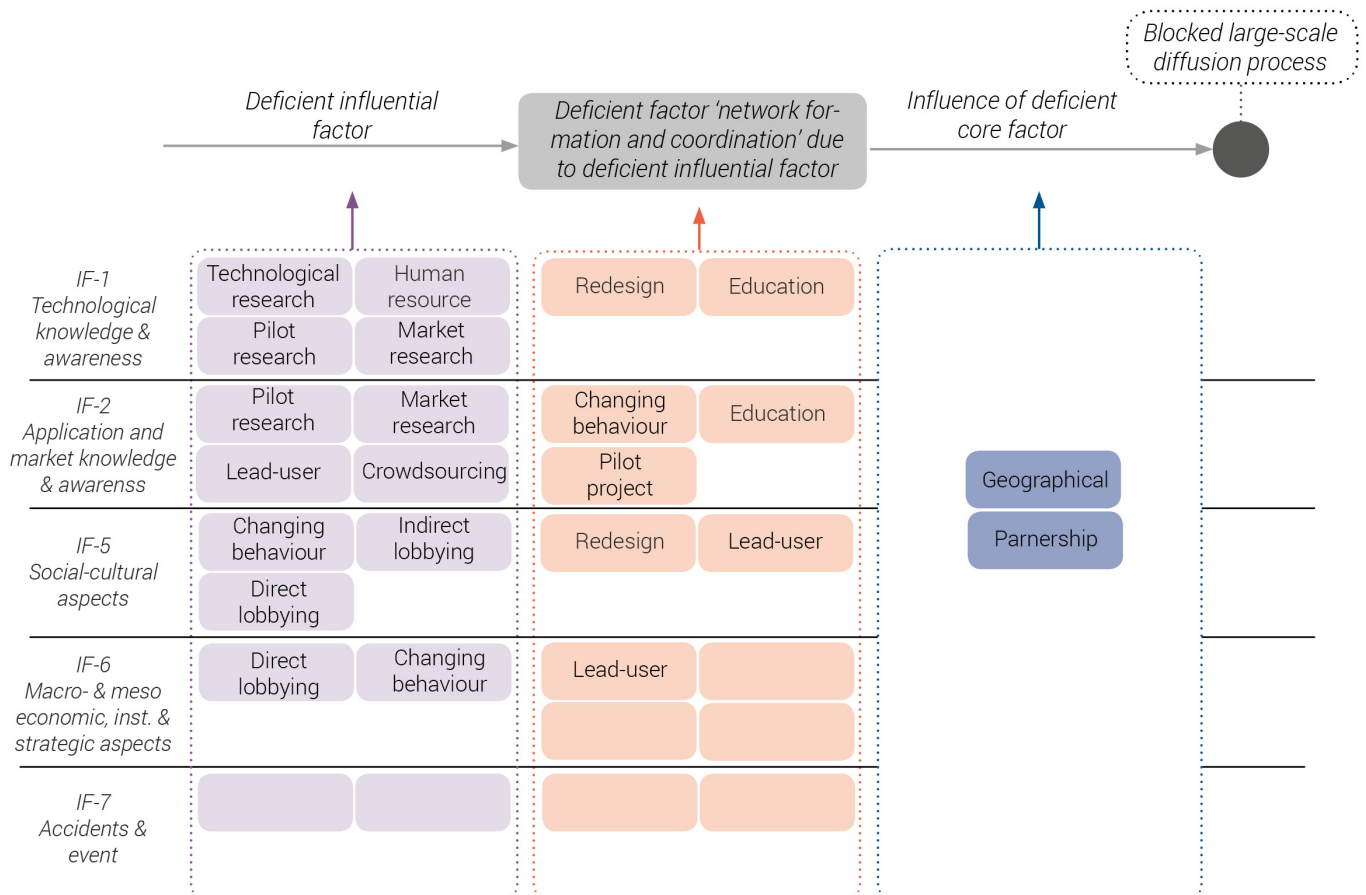 Blocked large-scale
diffusion process
Deficient influential
factor
Deficient factor ‘network for-
mation and coordination’ due
to deficient influential factor
Influence of deficient
core factor
IF-1
Technological
knowledge &
awareness
Technological
research
Human
resource
Pilot
research
Market
research
Redesign
Education
IF-2
Application and
market knowledge
& awarenss
Pilot
research
Market
research
Lead-user
Crowdsourcing
Changing
behaviour
Education
Pilot
project
Geographical
IF-5
Social-cultural
aspects
Changing
behaviour
Indirect
lobbying
Direct
lobbying
Redesign
Lead-user
Parnership
IF-6
Macro- & meso
economic, inst. &
strategic aspects
Direct
lobbying
Changing
behaviour
Lead-user
IF-7
Accidents &
event